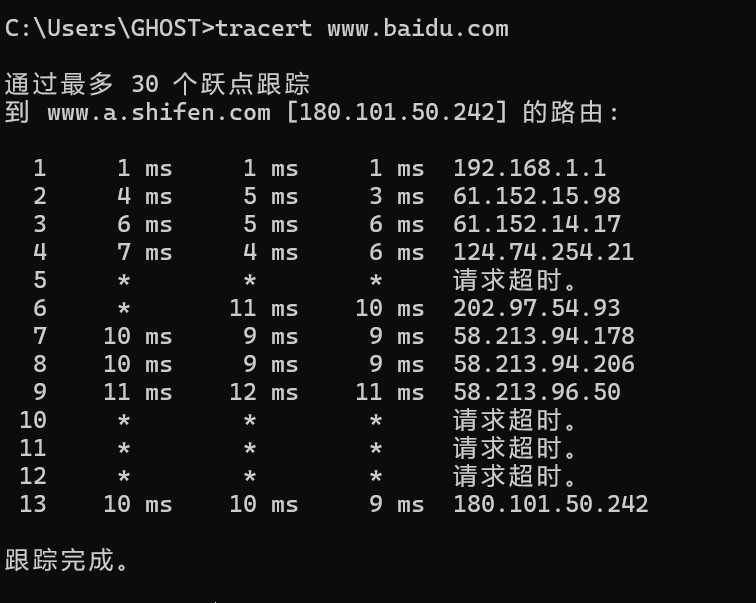 C:\Users\GHOST>tracert www.baidu.com
通过最多 30 个跃点跟踪
到 www.a.shifen.com [180.101.50.242] 的路由:
1 1 ms 1 ms 1 ms 192.168.1.1
2 4 ms 5 ms 3 ms 61.152.15.98
3 6 ms 5 ms 6 ms 61.152.14.17
4 7 ms 4 ms 6 ms 124.74.254.21
5 * * * 请求超时。
6 * 11 ms 10 ms 202.97.54.93
7 10 ms 9 ms 9 ms 58.213.94.178
8 10 ms 9 ms 9 ms 58.213.94.206
9 11 ms 12 ms 11 ms 58.213.96.50
10 * * * 请求超时。
11 * * * 请求超时。
12 * * * 请求超时。
13 10 ms 10 ms 9 ms 180.101.50.242
跟踪完成。